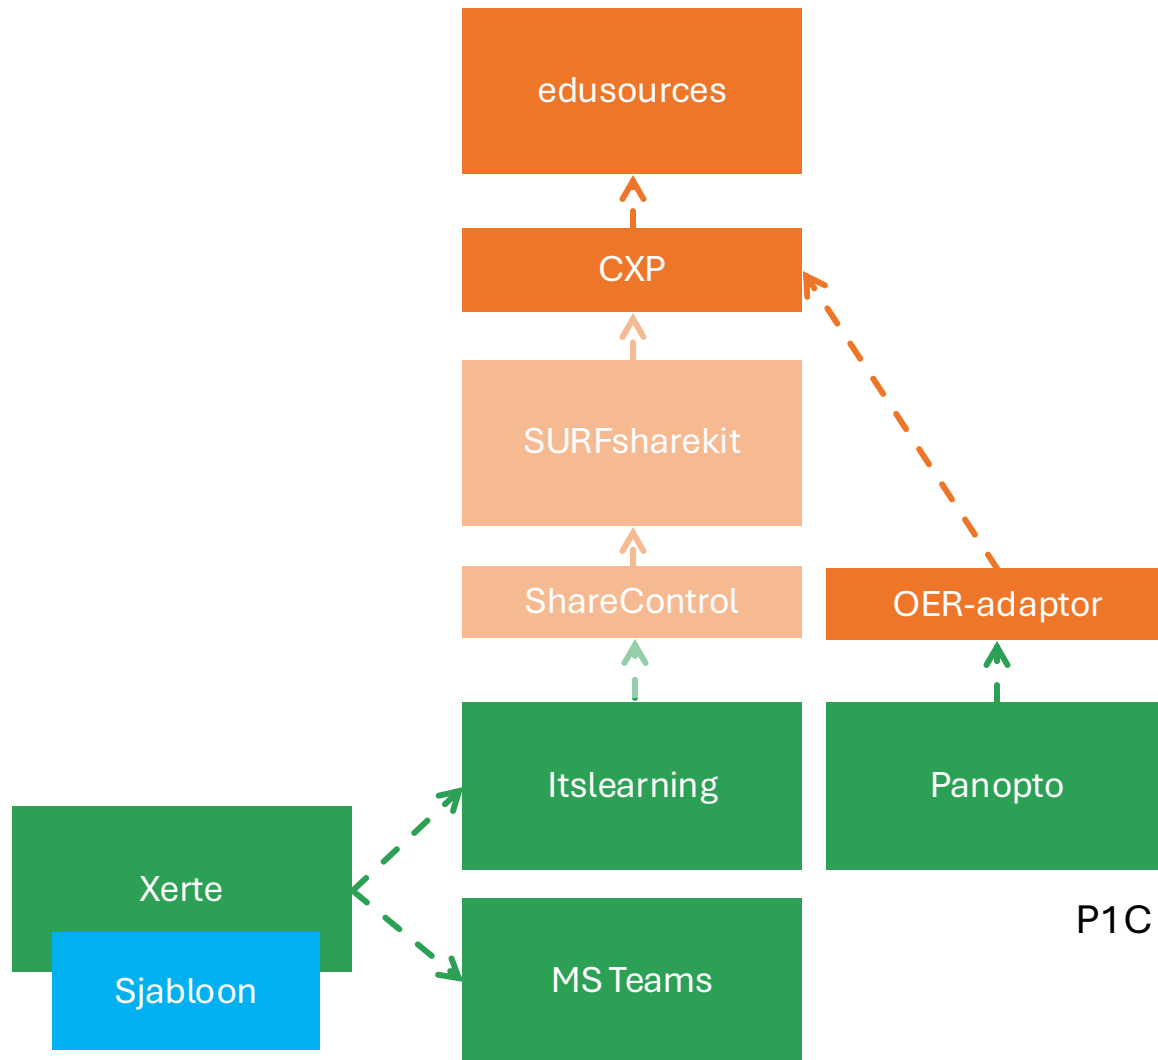 edusources
CXP
SURFsharekit
ShareControl
OER-adaptor
Itslearning
Panopto
Xerte
P1C
Sjabloon
MS Teams